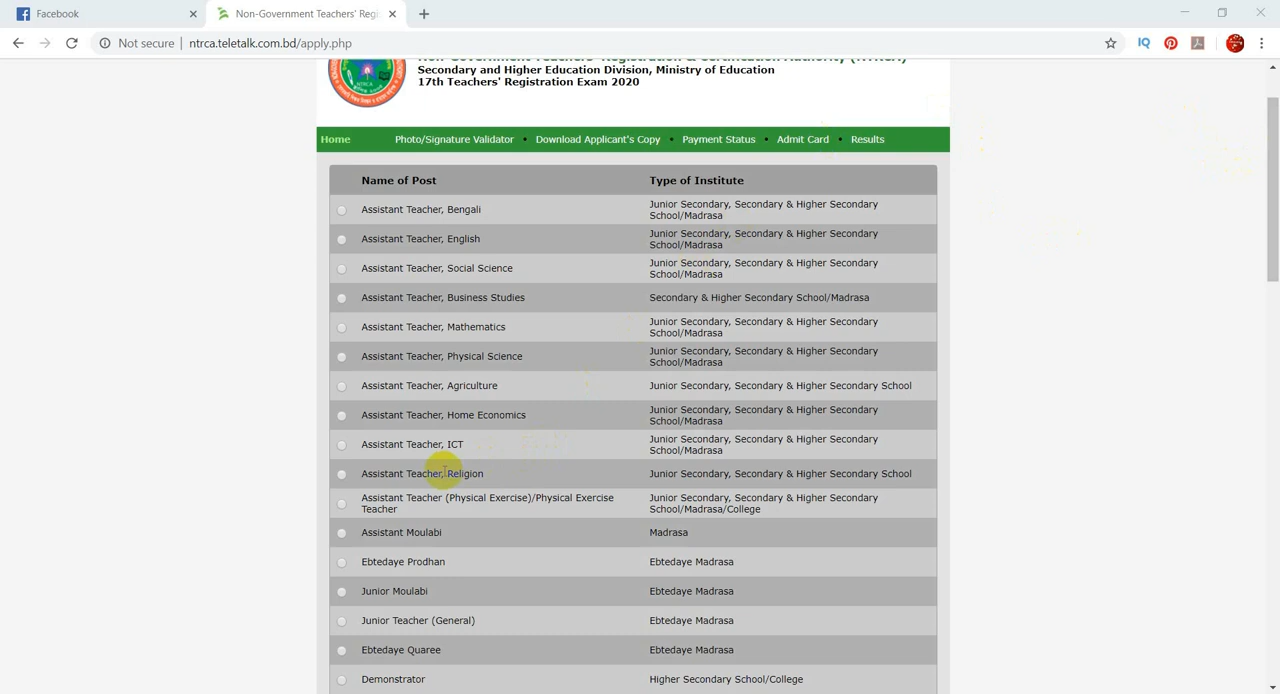 Facebook
Non-Government Teachers' Reg
Not secure | ntrca.teletalk.com.bd/apply.php
IQ
Non-Government Teachers' Registration & Certification Authority (NTRCA)
Secondary and Higher Education Division, Ministry of Education
17th Teachers' Registration Exam 2020
Home
Photo/Signature Validator • Download Applicant's Copy • Payment Status • Admit Card • Results
Name of Post Type of Institute
Assistant Teacher, Bengali
Junior Secondary, Secondary & Higher Secondary
School/Madrasa
Assistant Teacher, English
Junior Secondary, Secondary & Higher Secondary
School/Madrasa
Assistant Teacher, Social Science
Junior Secondary, Secondary & Higher Secondary
School/Madrasa
Assistant Teacher, Business Studies
Secondary & Higher Secondary School/Madrasa
Assistant Teacher, Mathematics
Junior Secondary, Secondary & Higher Secondary
School/Madrasa
Assistant Teacher, Physical Science
Junior Secondary, Secondary & Higher Secondary
School/Madrasa
Assistant Teacher, Agriculture
Junior Secondary, Secondary & Higher Secondary School
Assistant Teacher, Home Economics
Junior Secondary, Secondary & Higher Secondary
School/Madrasa
Assistant Teacher, ICT
Junior Secondary, Secondary & Higher Secondary
School/Madrasa
Assistant Teacher, Religion
Junior Secondary, Secondary & Higher Secondary School
Assistant Teacher (Physical Exercise)/Physical Exercise
Teacher
Junior Secondary, Secondary & Higher Secondary
School/Madrasa/College
Assistant Moulabi
Madrasa
Ebtedaye Prodhan
Ebtedaye Madrasa
Junior Moulabi
Ebtedaye Madrasa
Junior Teacher (General)
Ebtedaye Madrasa
Ebtedaye Quaree
Ebtedaye Madrasa
Demonstrator
Higher Secondary School/College